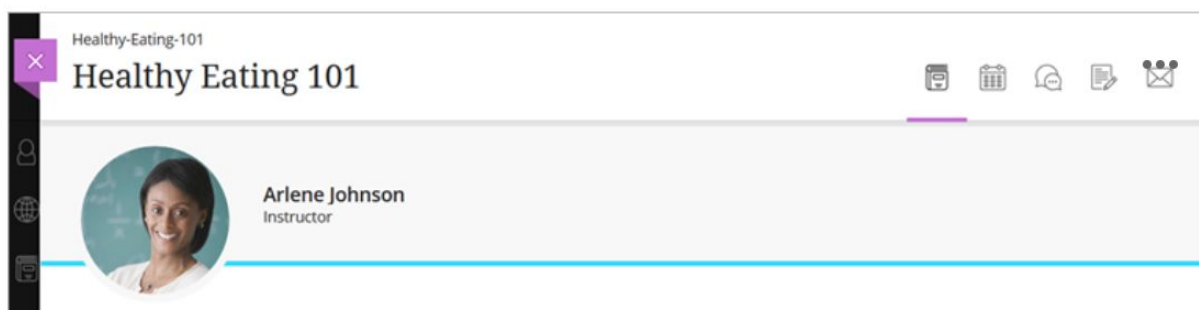 Healthy-Eating-101
Healthy Eating 101
Arlene Johnson
Instructor